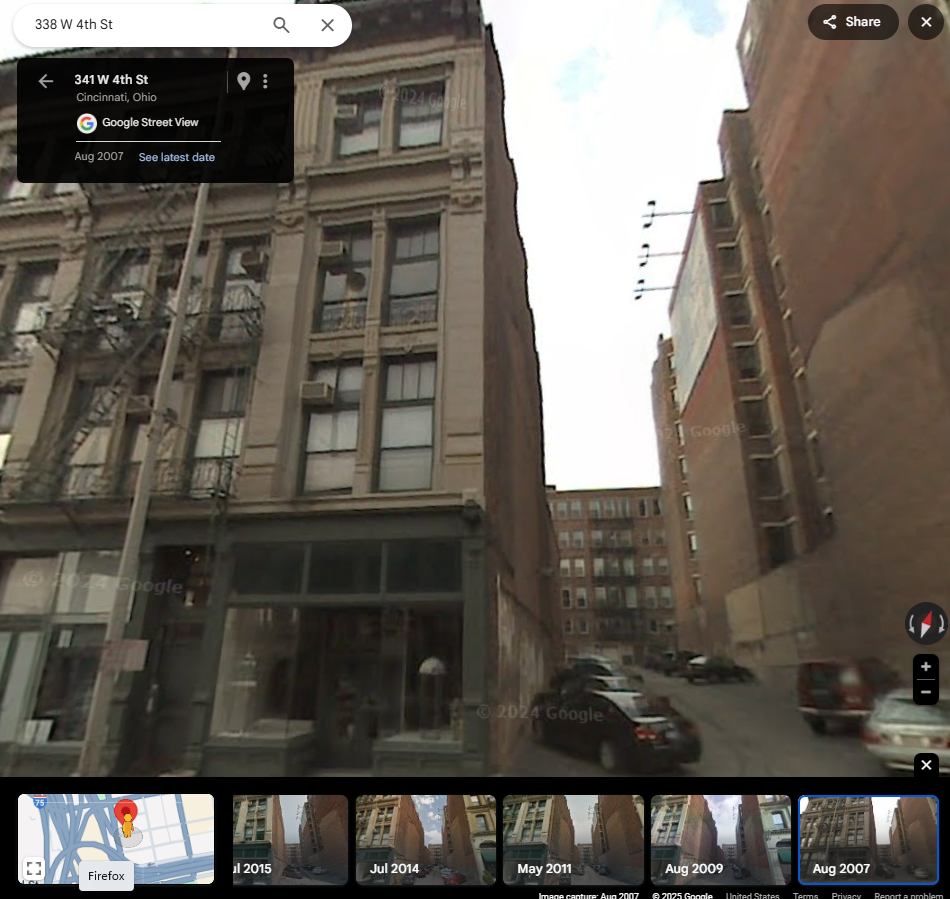 338 W 4th St
Share
341 W 4th St
Cincinnati, Ohio
Google Street View
Aug 2007
See latest date
© 2024 Google
2024 Google
© 2024 Google
© 2024 Google
75
Firefox
ul 2015
Jul 2014
May 2011
Aug 2009
Aug 2007
Image capture: Aug 2007 © 2025 Google United States Terms Privacy Report a problem